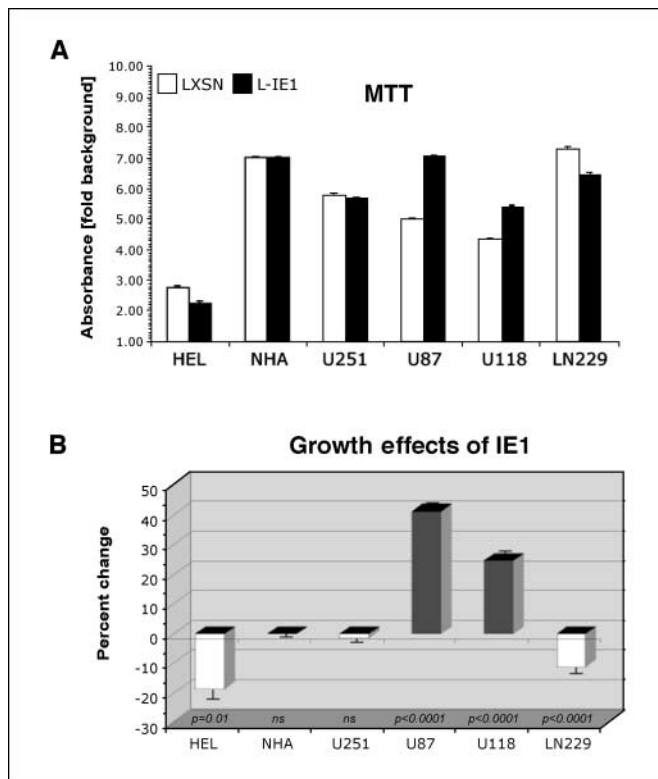 A
10.00
9.00
8.00
7.00
6.00
5.00
4.00
3.00
2.00
1.00
Absorbance [fold background]
LXSN L-IE1
MTT
HEL NHA U251 U87 U118 LN229
B
Growth effects of IE1
50
40
30
20
10
0
-10
-20
-30
Percent change
p=0.01 ns ns p<0.0001 p<0.0001 p<0.0001
HEL NHA U251 U87 U118 LN229